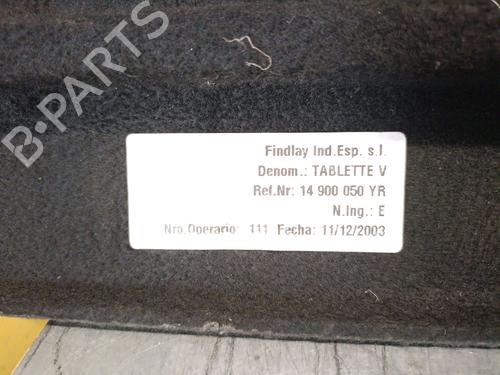 B-PARTS
Findlay Ind.Esp. s.l.
Denom.: TABLETTE V
Ref.Nr: 14 900 050 YR
N.Ing.: E
Nro.Operario: 111 Fecha: 11/12/2003